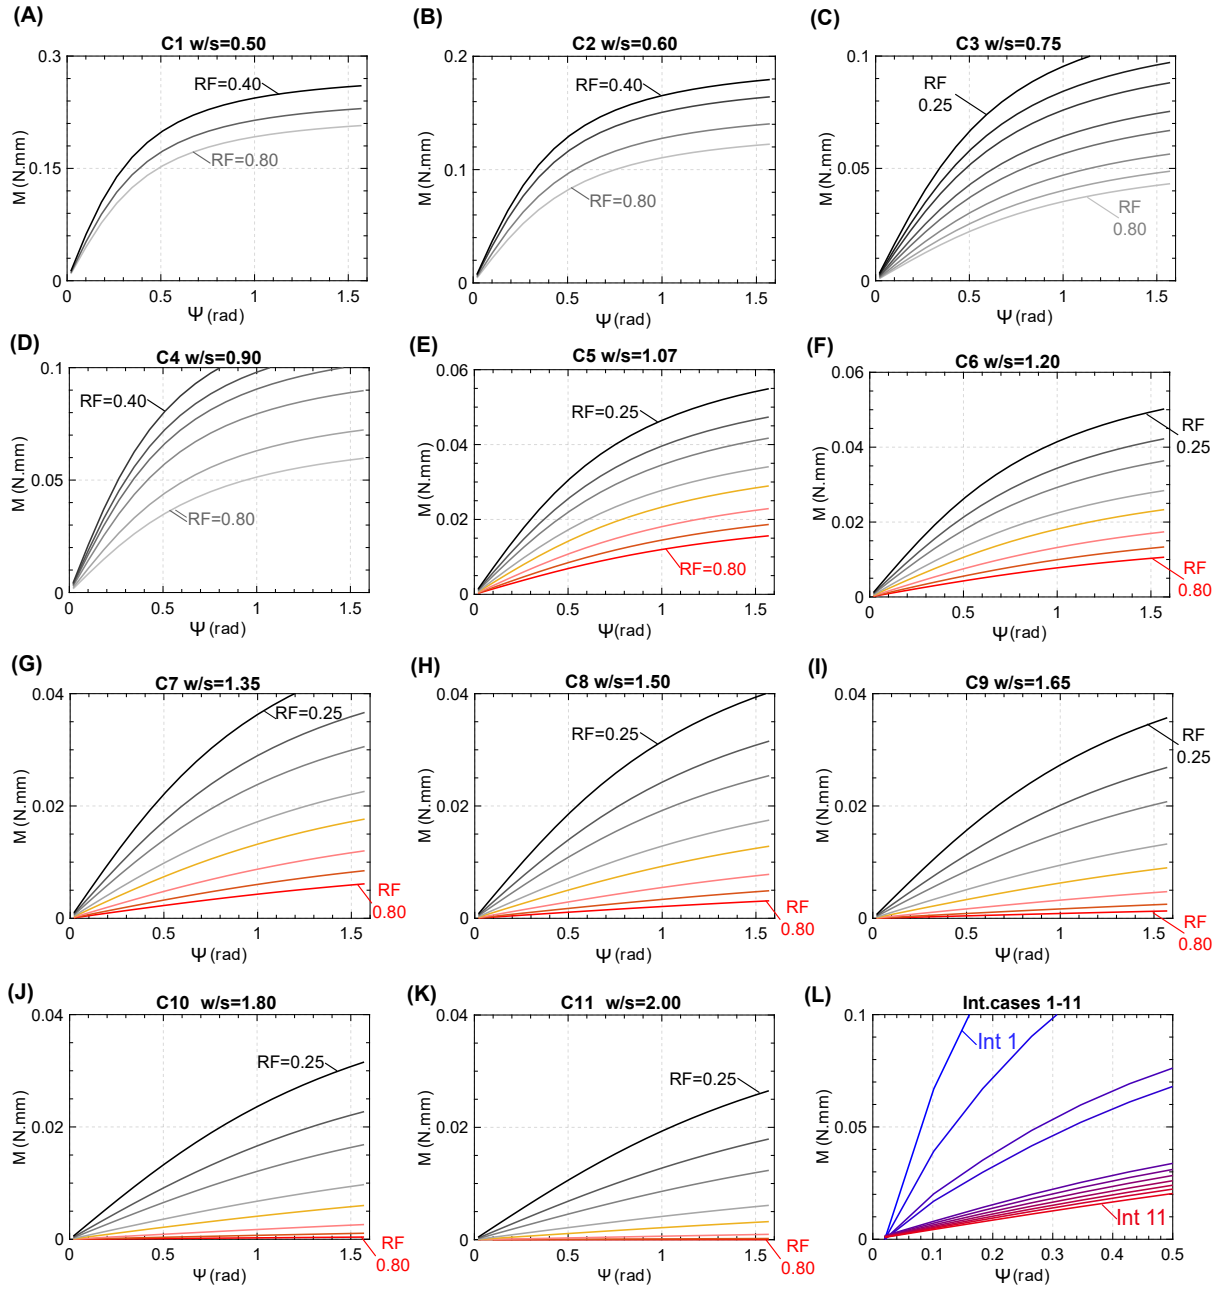 (A)
C1 w/s=0.50
0.3
0.15
0
M (N.mm)
RF=0.40
RF=0.80
0 0.5 1 1.5
Ψ (rad)
(B)
C2 w/s=0.60
0.2
0.1
0
M (N.mm)
RF=0.40
RF=0.80
0 0.5 1 1.5
Ψ (rad)
(C)
C3 w/s=0.75
0.1
0.05
0
M (N.mm)
RF
0.25
RF
0.80
0 0.5 1 1.5
Ψ (rad)
(D)
C4 w/s=0.90
0.1
0.05
0
M (N.mm)
RF=0.40
RF=0.80
0 0.5 1 1.5
Ψ (rad)
(E)
C5 w/s=1.07
0.06
0.04
0.02
0
M (N.mm)
RF=0.25
RF=0.80
0 0.5 1 1.5
Ψ (rad)
(F)
C6 w/s=1.20
0.06
0.04
0.02
0
M (N.mm)
RF
0.25
RF
0.80
0 0.5 1 1.5
Ψ (rad)
(G)
C7 w/s=1.35
0.04
0.02
0
M (N.mm)
RF=0.25
RF
0.80
0 0.5 1 1.5
Ψ (rad)
(H)
C8 w/s=1.50
0.04
0.02
0
M (N.mm)
RF=0.25
RF
0.80
0 0.5 1 1.5
Ψ (rad)
(I)
C9 w/s=1.65
0.04
0.02
0
M (N.mm)
RF
0.25
RF
0.80
0 0.5 1 1.5
Ψ (rad)
(J)
C10 w/s=1.80
0.04
0.02
0
M (N.mm)
RF=0.25
RF
0.80
0 0.5 1 1.5
Ψ (rad)
(K)
C11 w/s=2.00
0.04
0.02
0
M (N.mm)
RF=0.25
RF
0.80
0 0.5 1 1.5
Ψ (rad)
(L)
Int.cases 1-11
0.1
0.05
0
M (N.mm)
Int 1
Int 11
0 0.1 0.2 0.3 0.4 0.5
Ψ (rad)